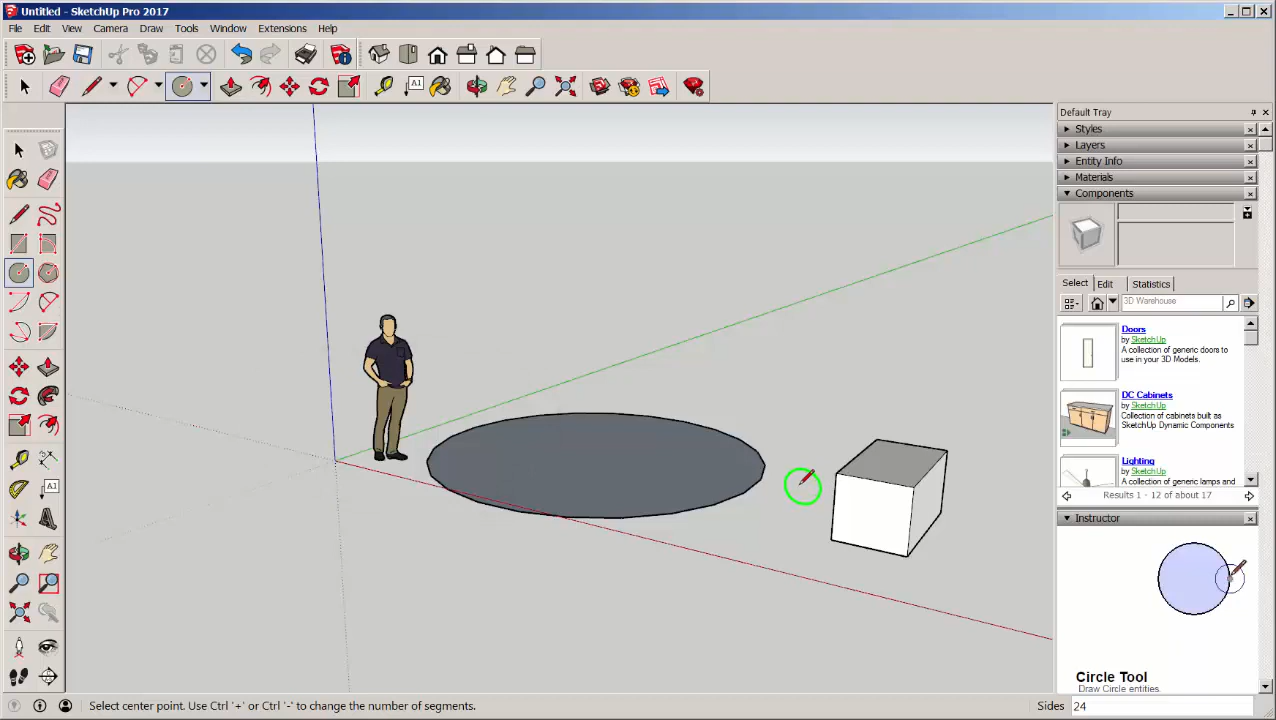 Untitled - SketchUp Pro 2017
File Edit View Camera Draw Tools Window Extensions Help
A1
Default Tray
Styles
Layers
Entity Info
Materials
Components
Select Edit Statistics
3D Warehouse
Doors
by SketchUp
A collection of generic doors to
use in your 3D Models.
DC Cabinets
by SketchUp
Collection of cabinets built as
SketchUp Dynamic Components
Lighting
by SketchUp
A collection of generic lamps and
Results 1 - 12 of about 17
Instructor
Circle Tool
Draw Circle entities.
A1
Select center point. Use Ctrl '+' or Ctrl '-' to change the number of segments.
Sides 24